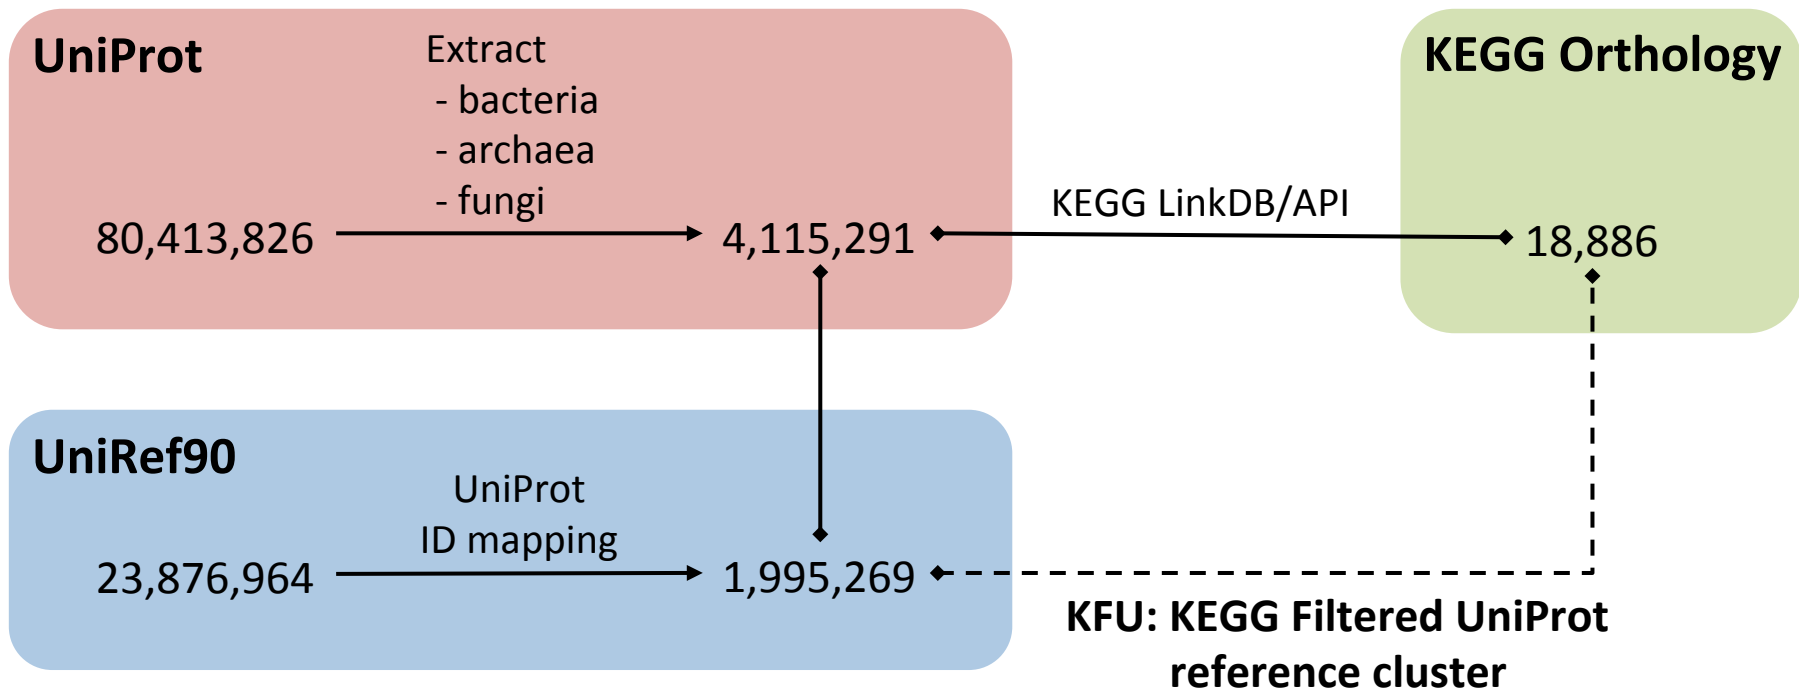 UniProt
Extract
- bacteria
- archaea
- fungi
80,413,826
4,115,291
KEGG LinkDB/API
KEGG Orthology
18,886
UniRef90
UniProt
ID mapping
23,876,964
1,995,269
KFU: KEGG Filtered UniProt
reference cluster